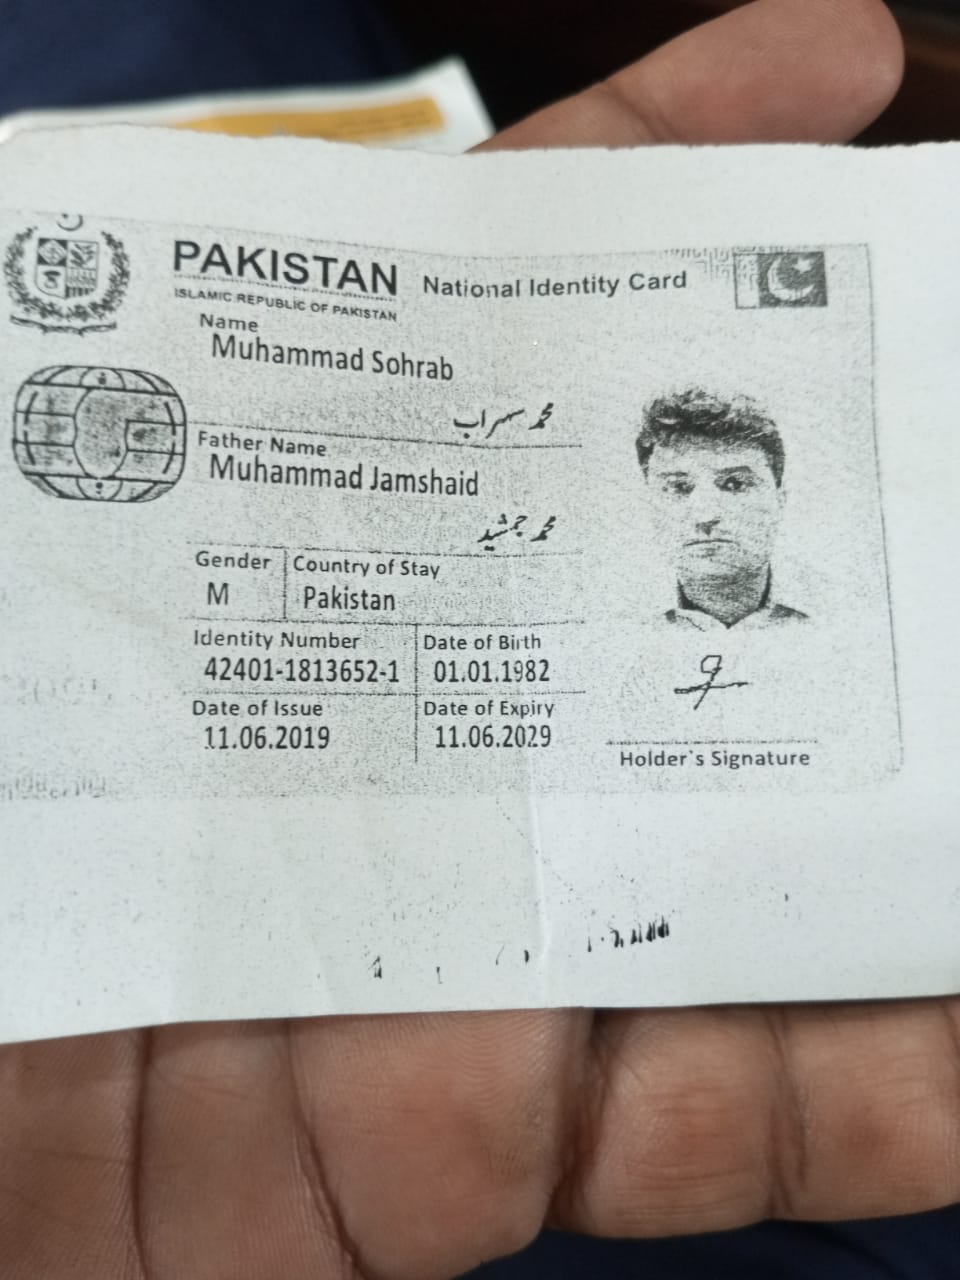 PAKISTAN National Identity Card
ISLAMIC REPUBLIC OF PAKISTAN
Name
Muhammad Sohrab
محمد سہراب
Father Name
Muhammad Jamshaid
محمد جمشید
Gender Country of Stay
M Pakistan
Identity Number Date of Birth
42401-1813652-1 01.01.1982
Date of Issue Date of Expiry
11.06.2019 11.06.2029
Holder's Signature